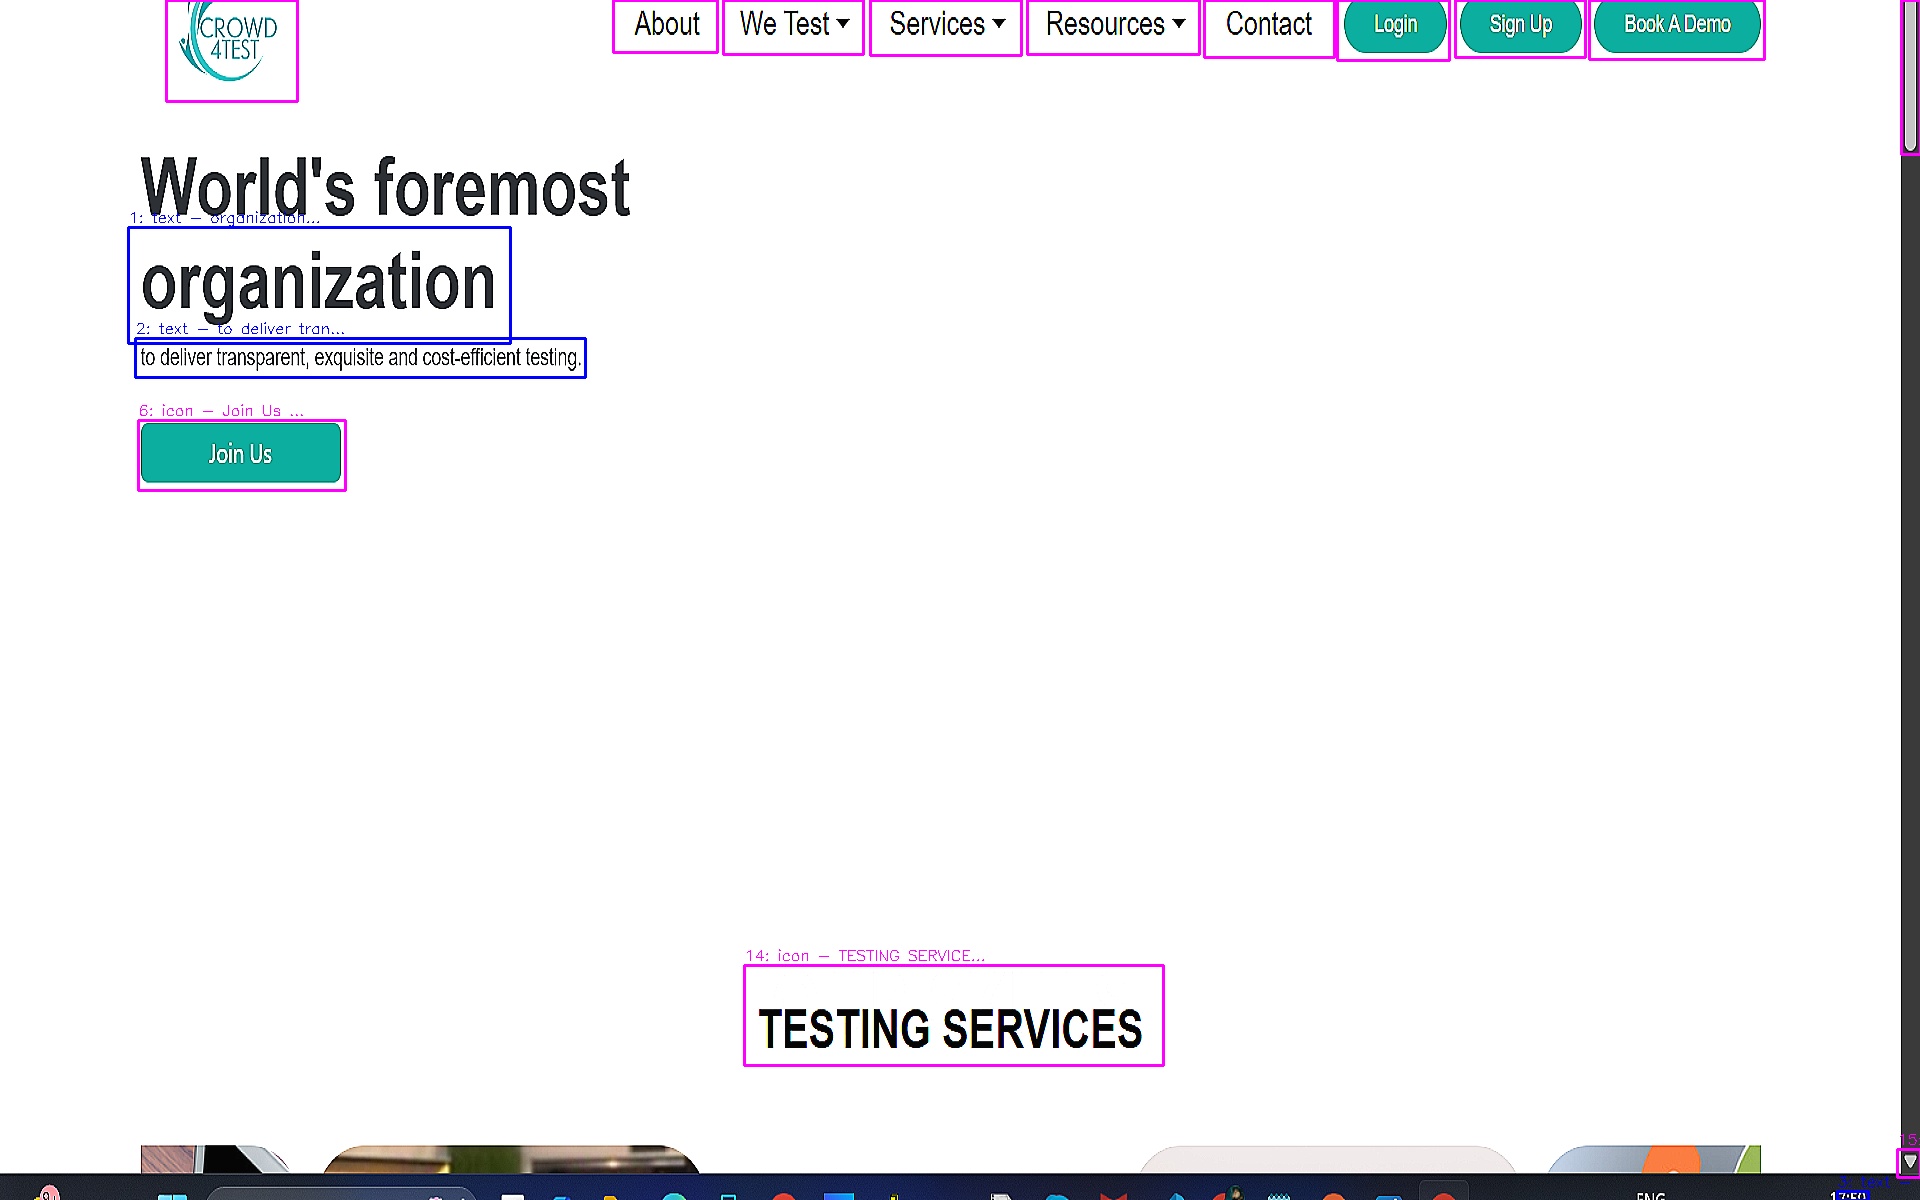 CROWD
4TEST
About
We Test
Services
Resources
Contact
Login
Sign Up
Book A Demo
World's foremost
1: text - organization...
organization
2: text - to deliver tran...
to deliver transparent, exquisite and cost-efficient testing.
6: icon - Join Us ...
Join Us
14: icon - TESTING SERVICE...
TESTING SERVICES
15:
ENG
17:59